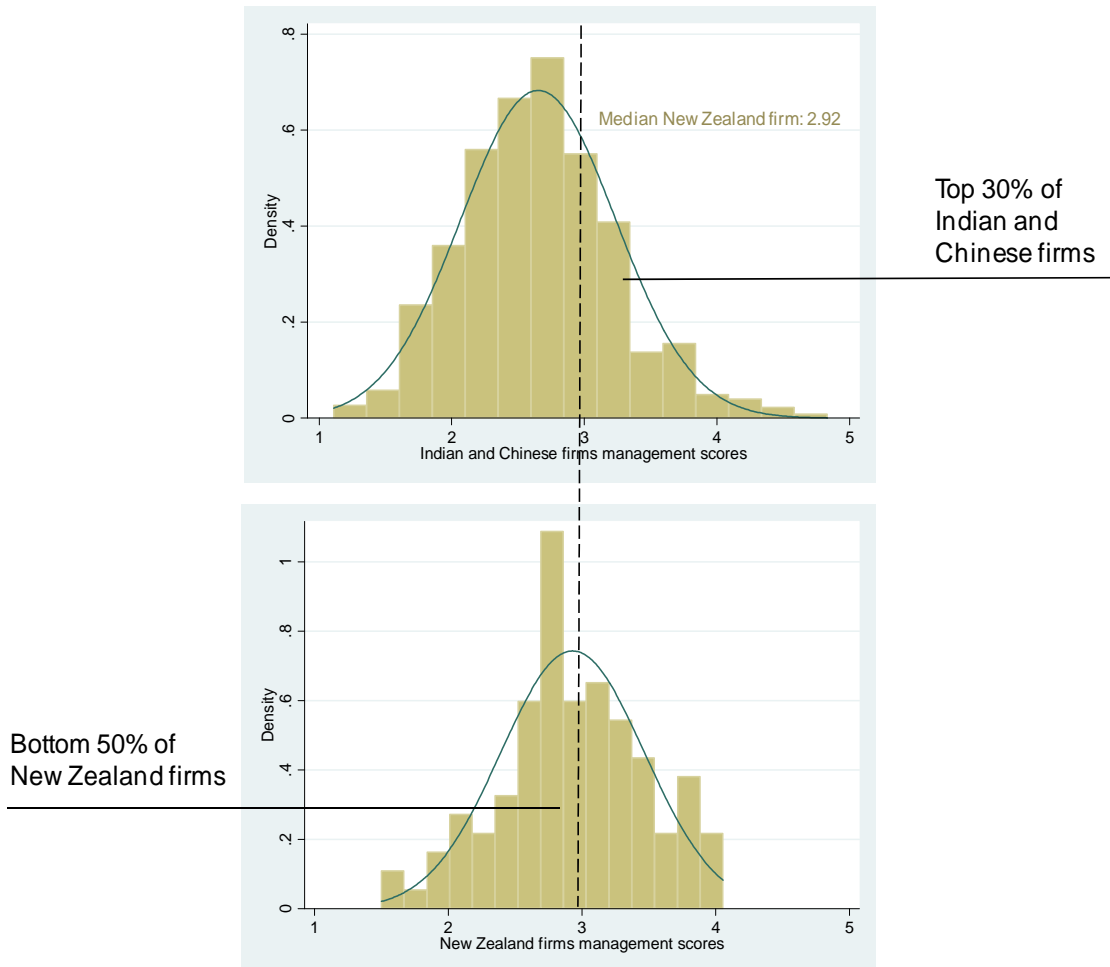 .8
.6
.4
.2
0
Density
Median New Zealand firm: 2.92
1 2 3 4 5
Indian and Chinese firms management scores
Top 30% of
Indian and
Chinese firms
1
.8
.6
.4
.2
0
Density
1 2 3 4 5
New Zealand firms management scores
Bottom 50% of
New Zealand firms